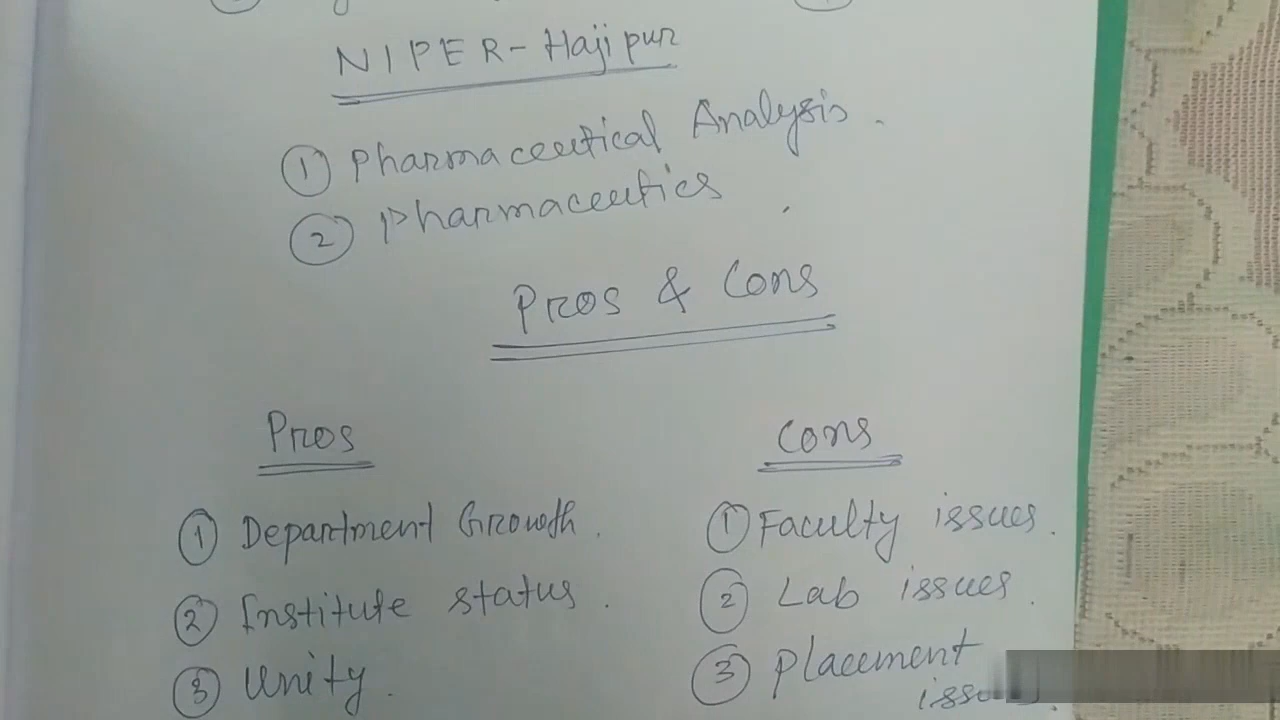 NIPER-Hajipur
① Pharmaceutical Analysis.
② Pharmaceutics
Pros & Cons
Pros
① Department Growth.
② Institute status.
③ Unity.
Cons
① Faculty issues.
② Lab issues.
③ Placement